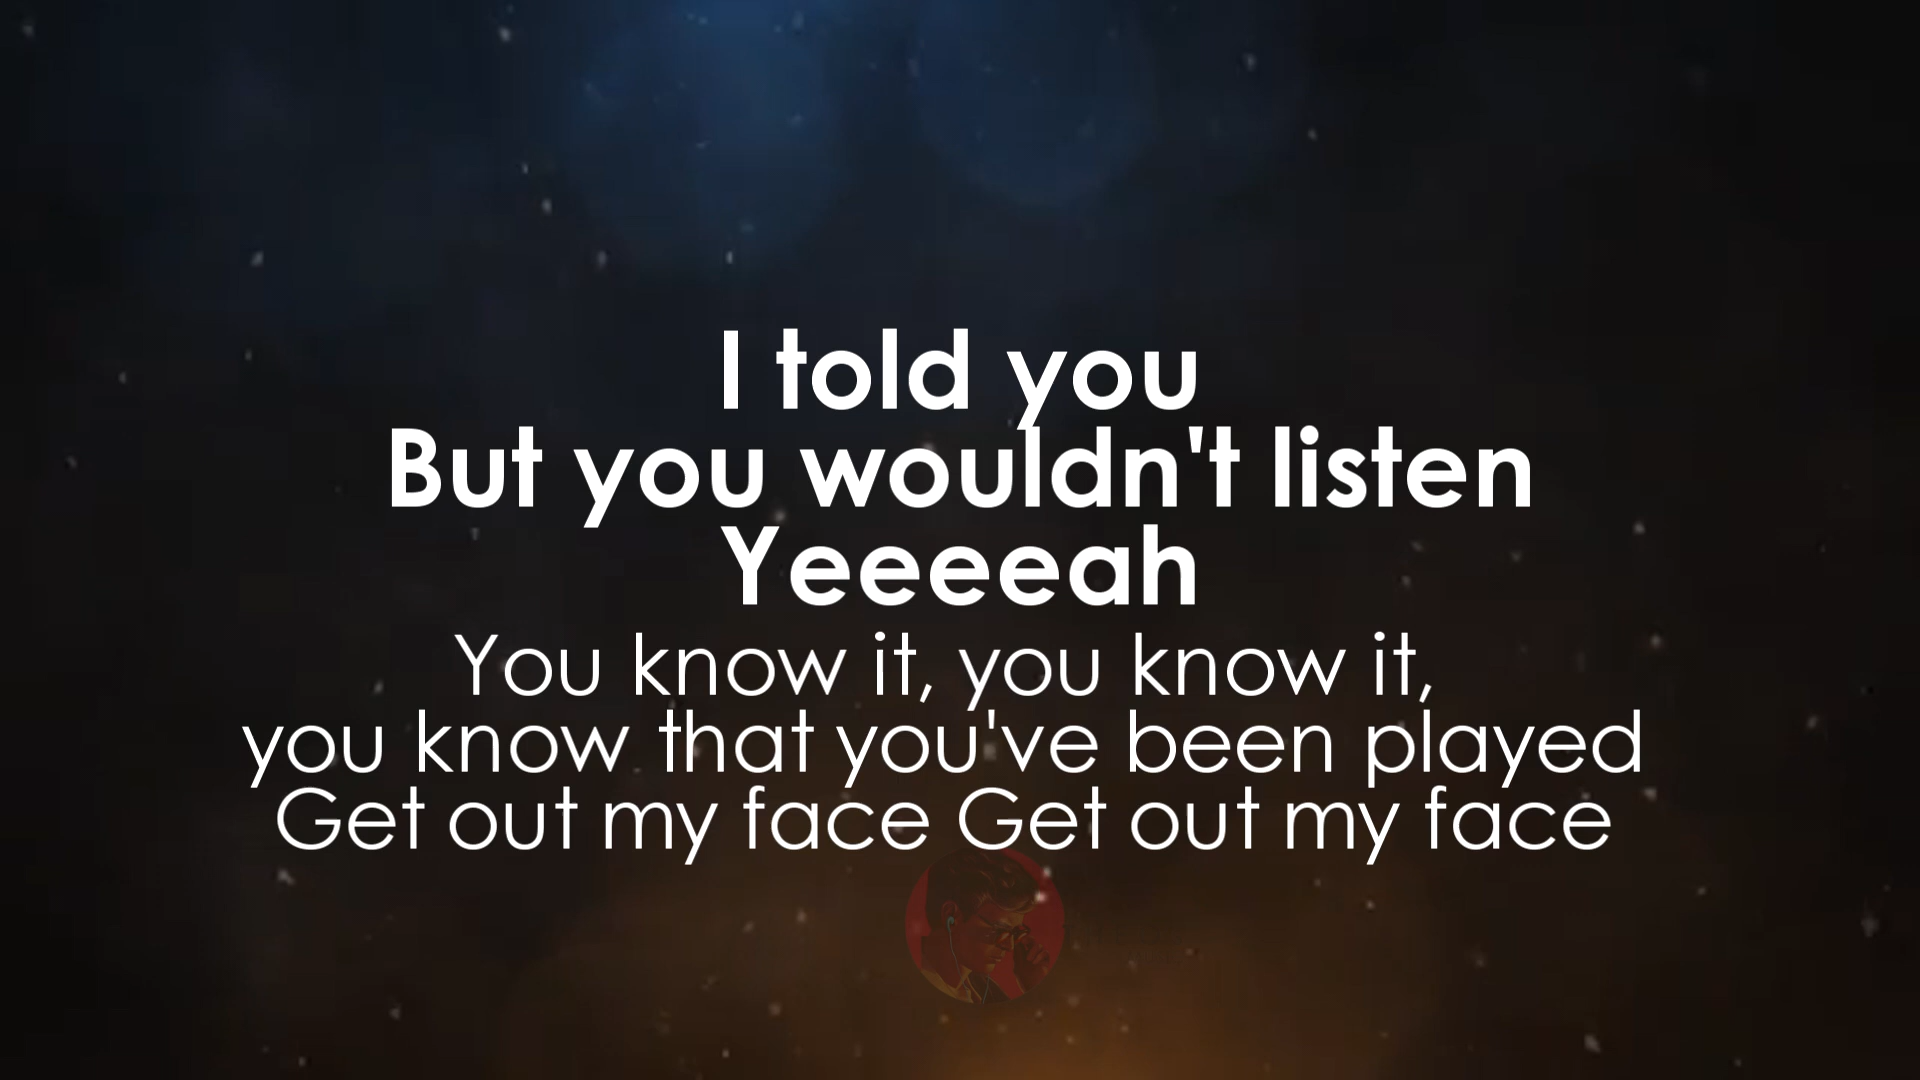 I told you
But you wouldn't listen
Yeeeeah
You know it, you know it,
you know that you've been played
Get out my face Get out my face